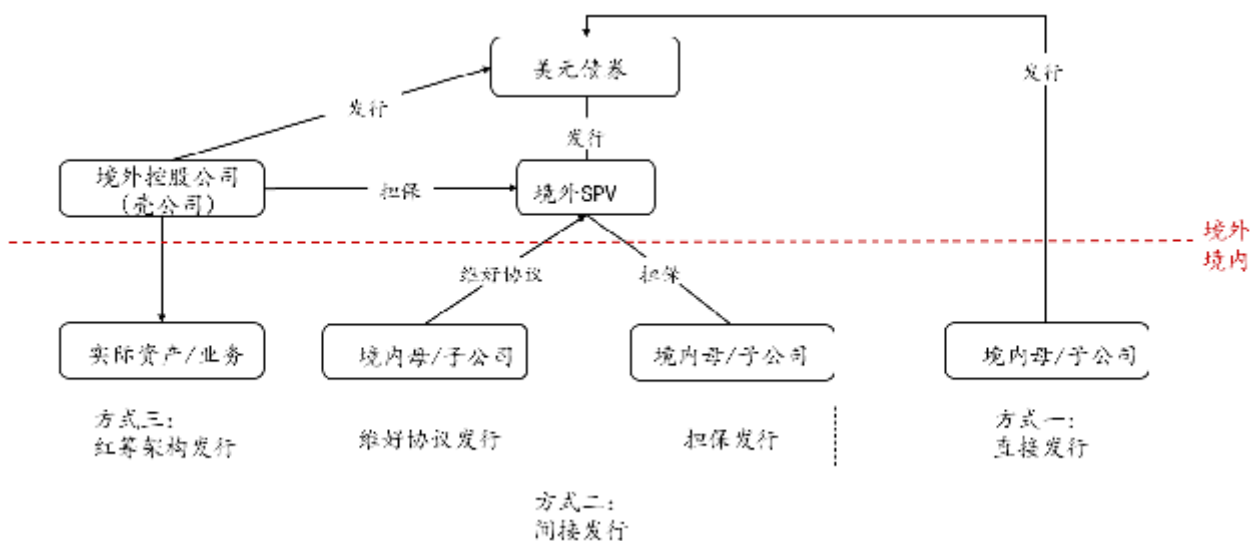 美元债券
发行
发行
发行
境外控股公司
(壳公司)
担保
境外SPV
境外
境内
维好协议
担保
实际资产/业务
境内母/子公司
境内母/子公司
境内母/子公司
方式三:
红筹架构发行
维好协议发行
担保发行
方式一:
直接发行
方式二:
间接发行